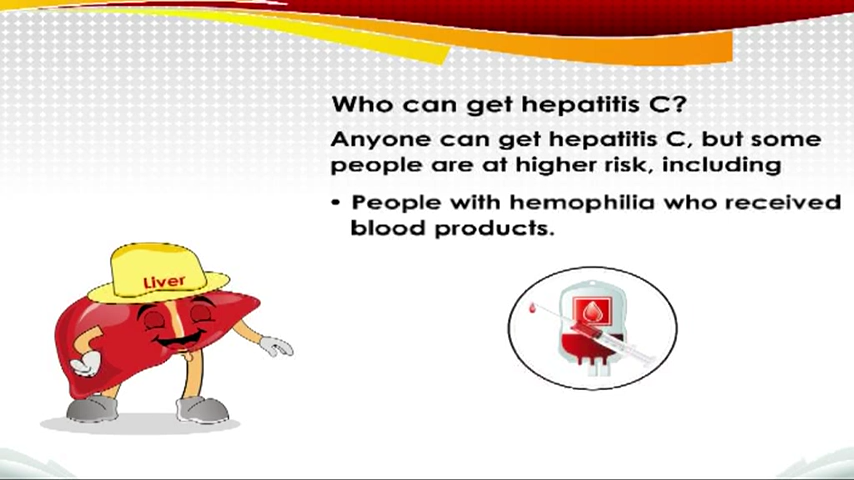 Who can get hepatitis C?
Anyone can get hepatitis C, but some
people are at higher risk, including
• People with hemophilia who received
blood products.
Liver